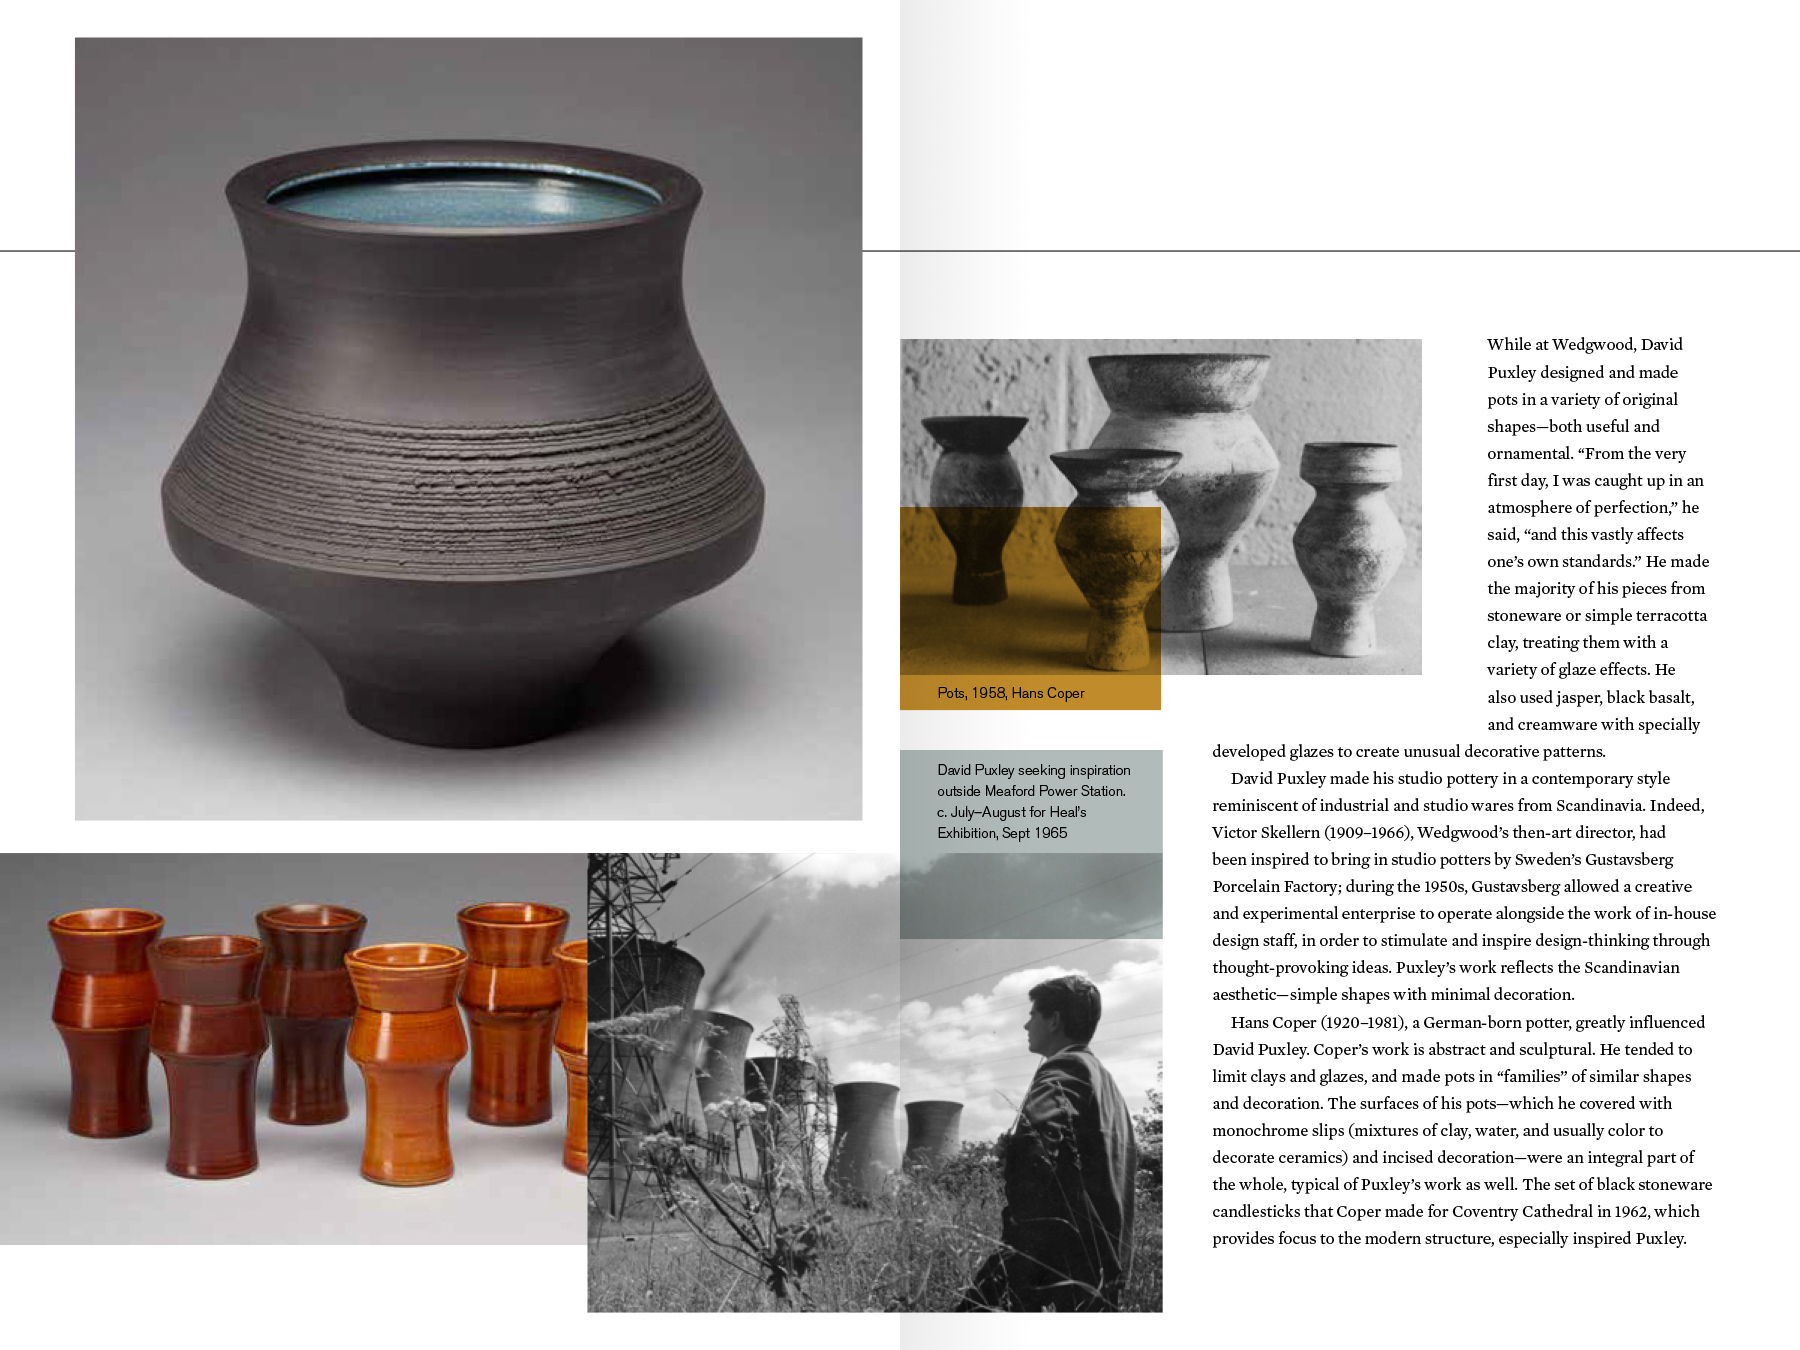 Pots, 1958, Hans Coper
David Puxley seeking inspiration
outside Meaford Power Station.
c. July–August for Heal’s
Exhibition, Sept 1965
While at Wedgwood, David
Puxley designed and made
pots in a variety of original
shapes—both useful and
ornamental. “From the very
first day, I was caught up in an
atmosphere of perfection,” he
said, “and this vastly affects
one’s own standards.” He made
the majority of his pieces from
stoneware or simple terracotta
clay, treating them with a
variety of glaze effects. He
also used jasper, black basalt,
and creamware with specially
developed glazes to create unusual decorative patterns.
David Puxley made his studio pottery in a contemporary style
reminiscent of industrial and studio wares from Scandinavia. Indeed,
Victor Skellern (1909–1966), Wedgwood’s then-art director, had
been inspired to bring in studio potters by Sweden’s Gustavsberg
Porcelain Factory; during the 1950s, Gustavsberg allowed a creative
and experimental enterprise to operate alongside the work of in-house
design staff, in order to stimulate and inspire design-thinking through
thought-provoking ideas. Puxley’s work reflects the Scandinavian
aesthetic—simple shapes with minimal decoration.
Hans Coper (1920–1981), a German-born potter, greatly influenced
David Puxley. Coper’s work is abstract and sculptural. He tended to
limit clays and glazes, and made pots in “families” of similar shapes
and decoration. The surfaces of his pots—which he covered with
monochrome slips (mixtures of clay, water, and usually color to
decorate ceramics) and incised decoration—were an integral part of
the whole, typical of Puxley’s work as well. The set of black stoneware
candlesticks that Coper made for Coventry Cathedral in 1962, which
provides focus to the modern structure, especially inspired Puxley.